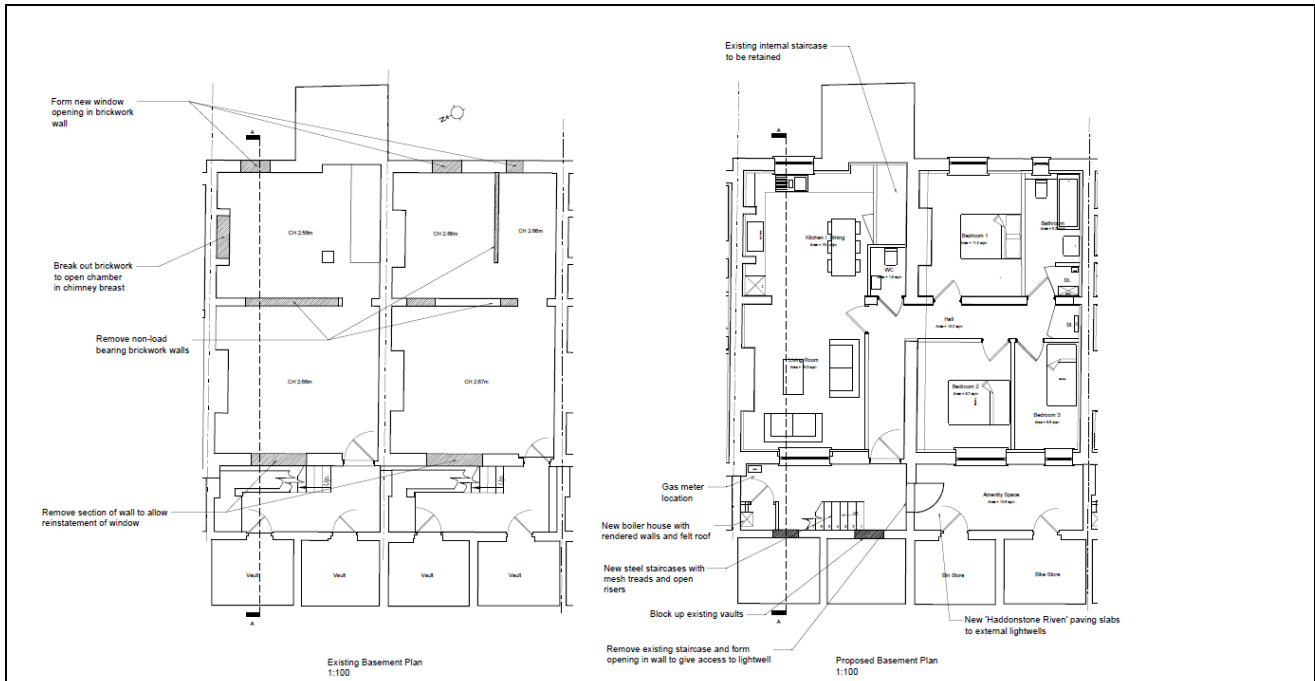 Form new window
opening in brickwork
wall
Break out brickwork
to open chamber
in chimney breast
Remove non-load
bearing brickwork walls
Remove section of wall to allow
reinstatement of window
A
N
CH 2.66m
CH 2.66m
CH 2.66m
CH 2.67m
Up
Up
Vault
Vault
Vault
Vault
A
Existing Basement Plan
1:100
Existing internal staircase
to be retained
A
Kitchen / Dining
WC
Bedroom 1
Bathroom
St.
Hall
St.
Living Room
Bedroom 2
Bedroom 3
Gas meter
location
New boiler house with
rendered walls and felt roof
New steel staircases with
mesh treads and open
risers
Block up existing vaults
Remove existing staircase and form
opening in wall to give access to lightwell
Amenity Space
Bin Store
Bike Store
New 'Haddonstone Riven' paving slabs
to external lightwells
A
Proposed Basement Plan
1:100